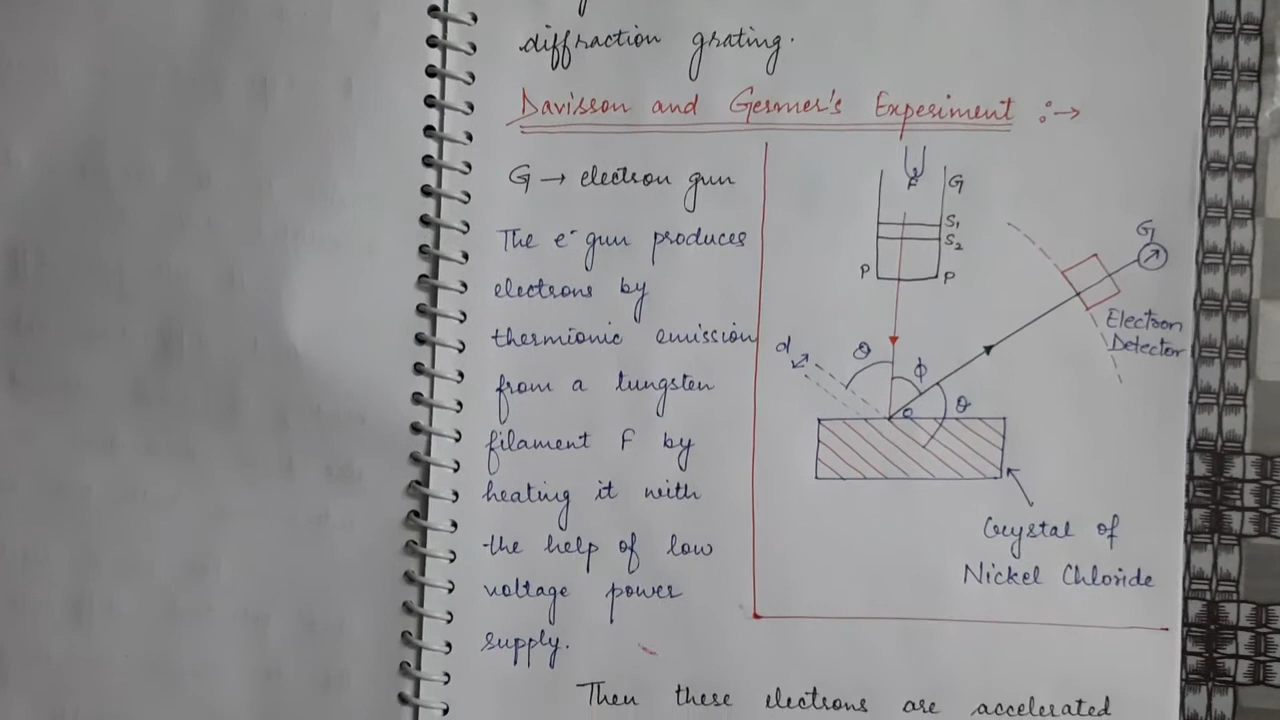 diffraction grating.
Davisson and Germer's Experiment :→
G → electron gun
The e⁻ gun produces
electrons by
thermionic emission
from a tungsten
filament F by
heating it with
the help of low
voltage power
supply.
F
G
S₁
S₂
P
P
G
Electron
Detector
d
θ
ϕ
θ
Crystal of
Nickel Chloride
Then these electrons are accelerated